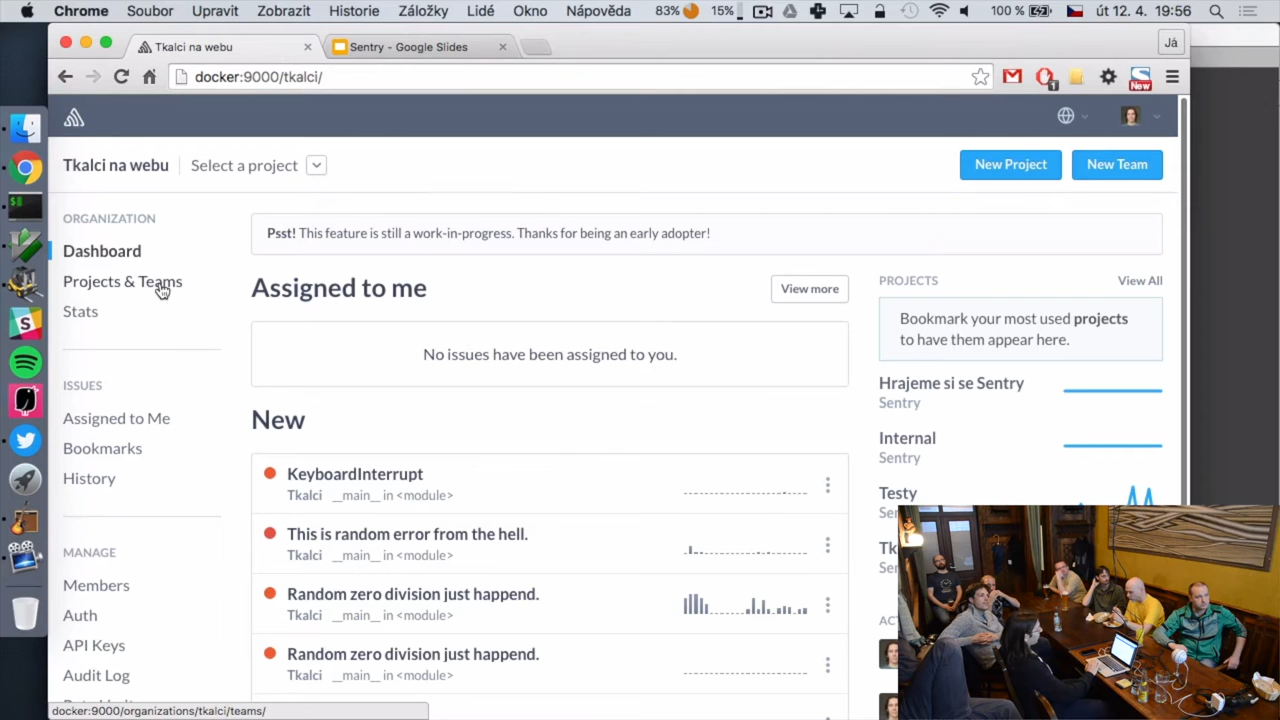 Chrome Soubor Upravit Zobrazit Historie Záložky Lidé Okno Nápověda 83% 15% 100 % út 12. 4. 19:56
Tkalci na webu
Sentry - Google Slides
Já
docker:9000/tkalci/
1
New
Tkalci na webu
Select a project
New Project
New Team
ORGANIZATION
Dashboard
Projects & Teams
Stats
ISSUES
Assigned to Me
Bookmarks
History
MANAGE
Members
Auth
API Keys
Audit Log
Psst! This feature is still a work-in-progress. Thanks for being an early adopter!
Assigned to me
View more
No issues have been assigned to you.
New
KeyboardInterrupt
Tkalci __main__ in <module>
This is random error from the hell.
Tkalci __main__ in <module>
Random zero division just happend.
Tkalci __main__ in <module>
Random zero division just happend.
Tkalci __main__ in <module>
PROJECTS
View All
Bookmark your most used projects
to have them appear here.
Hrajeme si se Sentry
Sentry
Internal
Sentry
Testy
docker:9000/organizations/tkalci/teams/